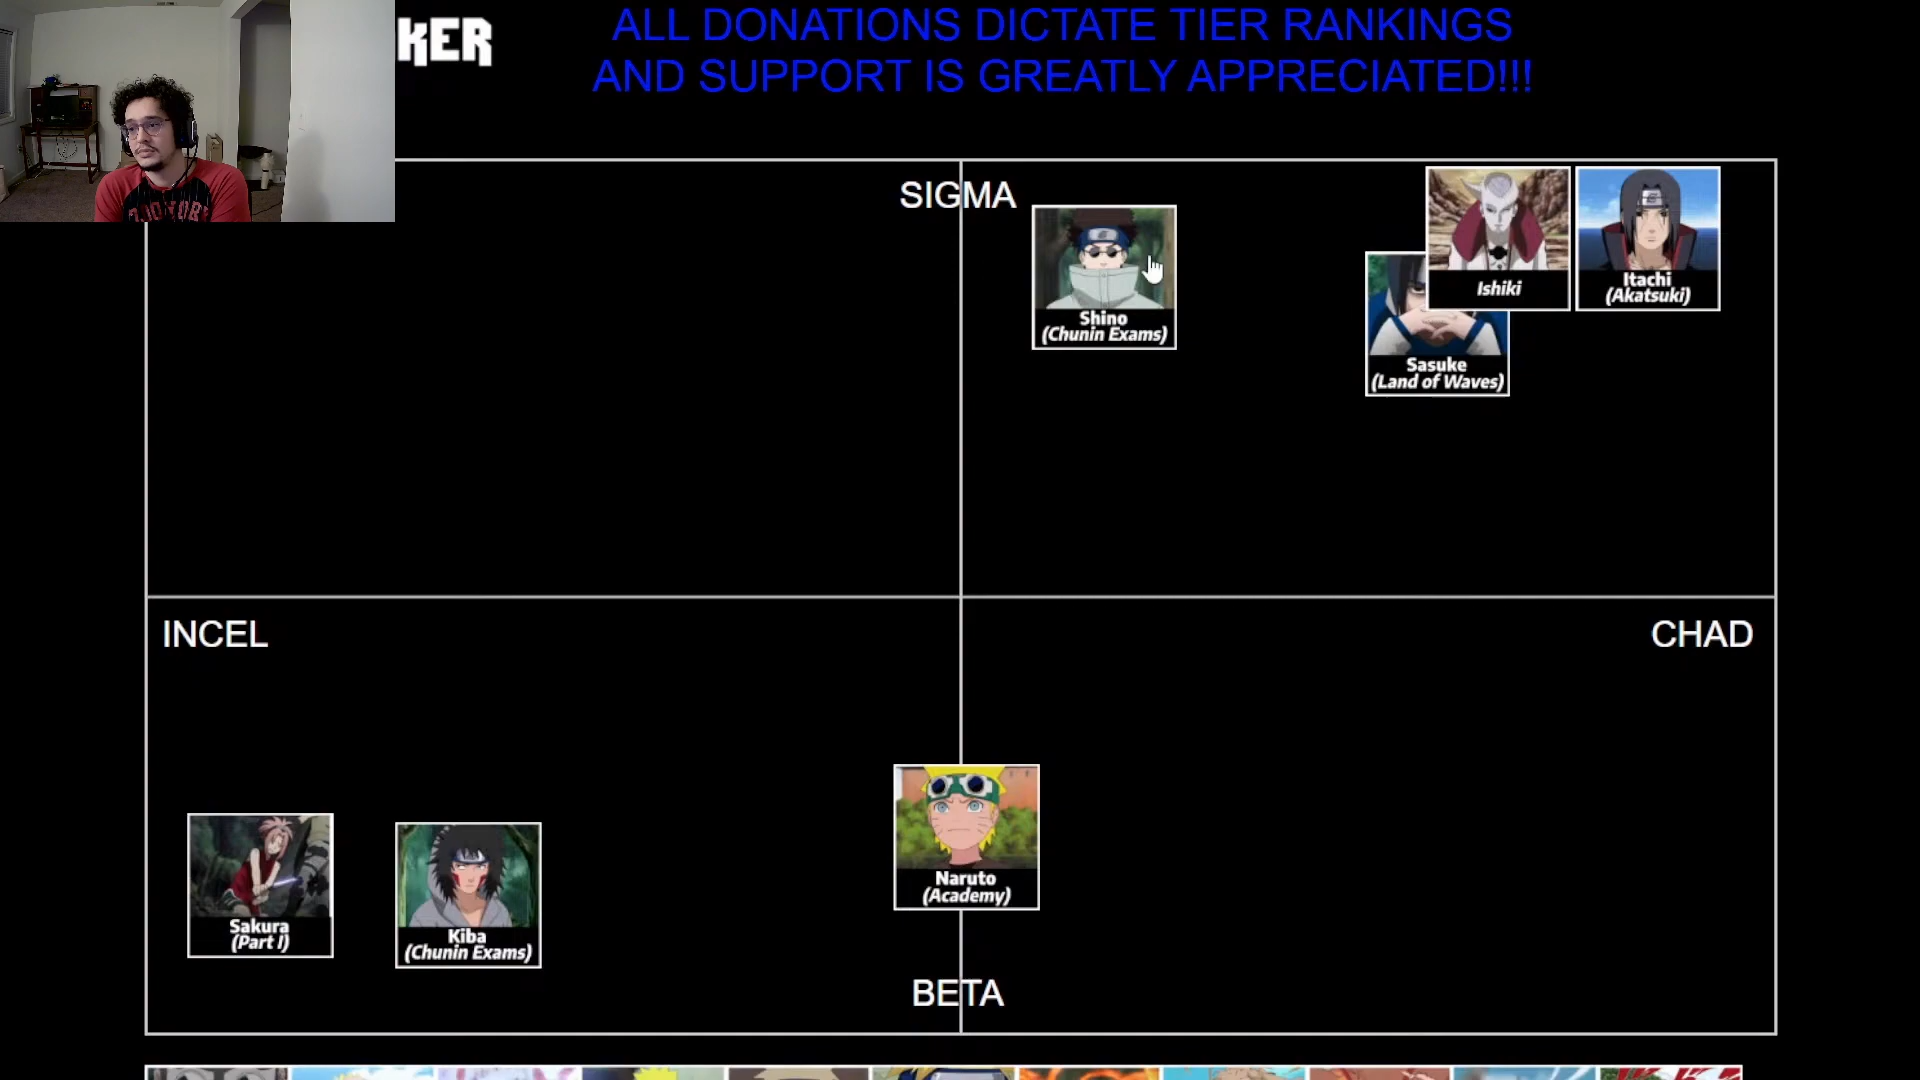 KER
ALL DONATIONS DICTATE TIER RANKINGS
AND SUPPORT IS GREATLY APPRECIATED!!!
SIGMA
Shino
(Chunin Exams)
Ishiki
Itachi
(Akatsuki)
Sasuke
(Land of Waves)
INCEL
CHAD
Naruto
(Academy)
Sakura
(Part I)
Kiba
(Chunin Exams)
BETA